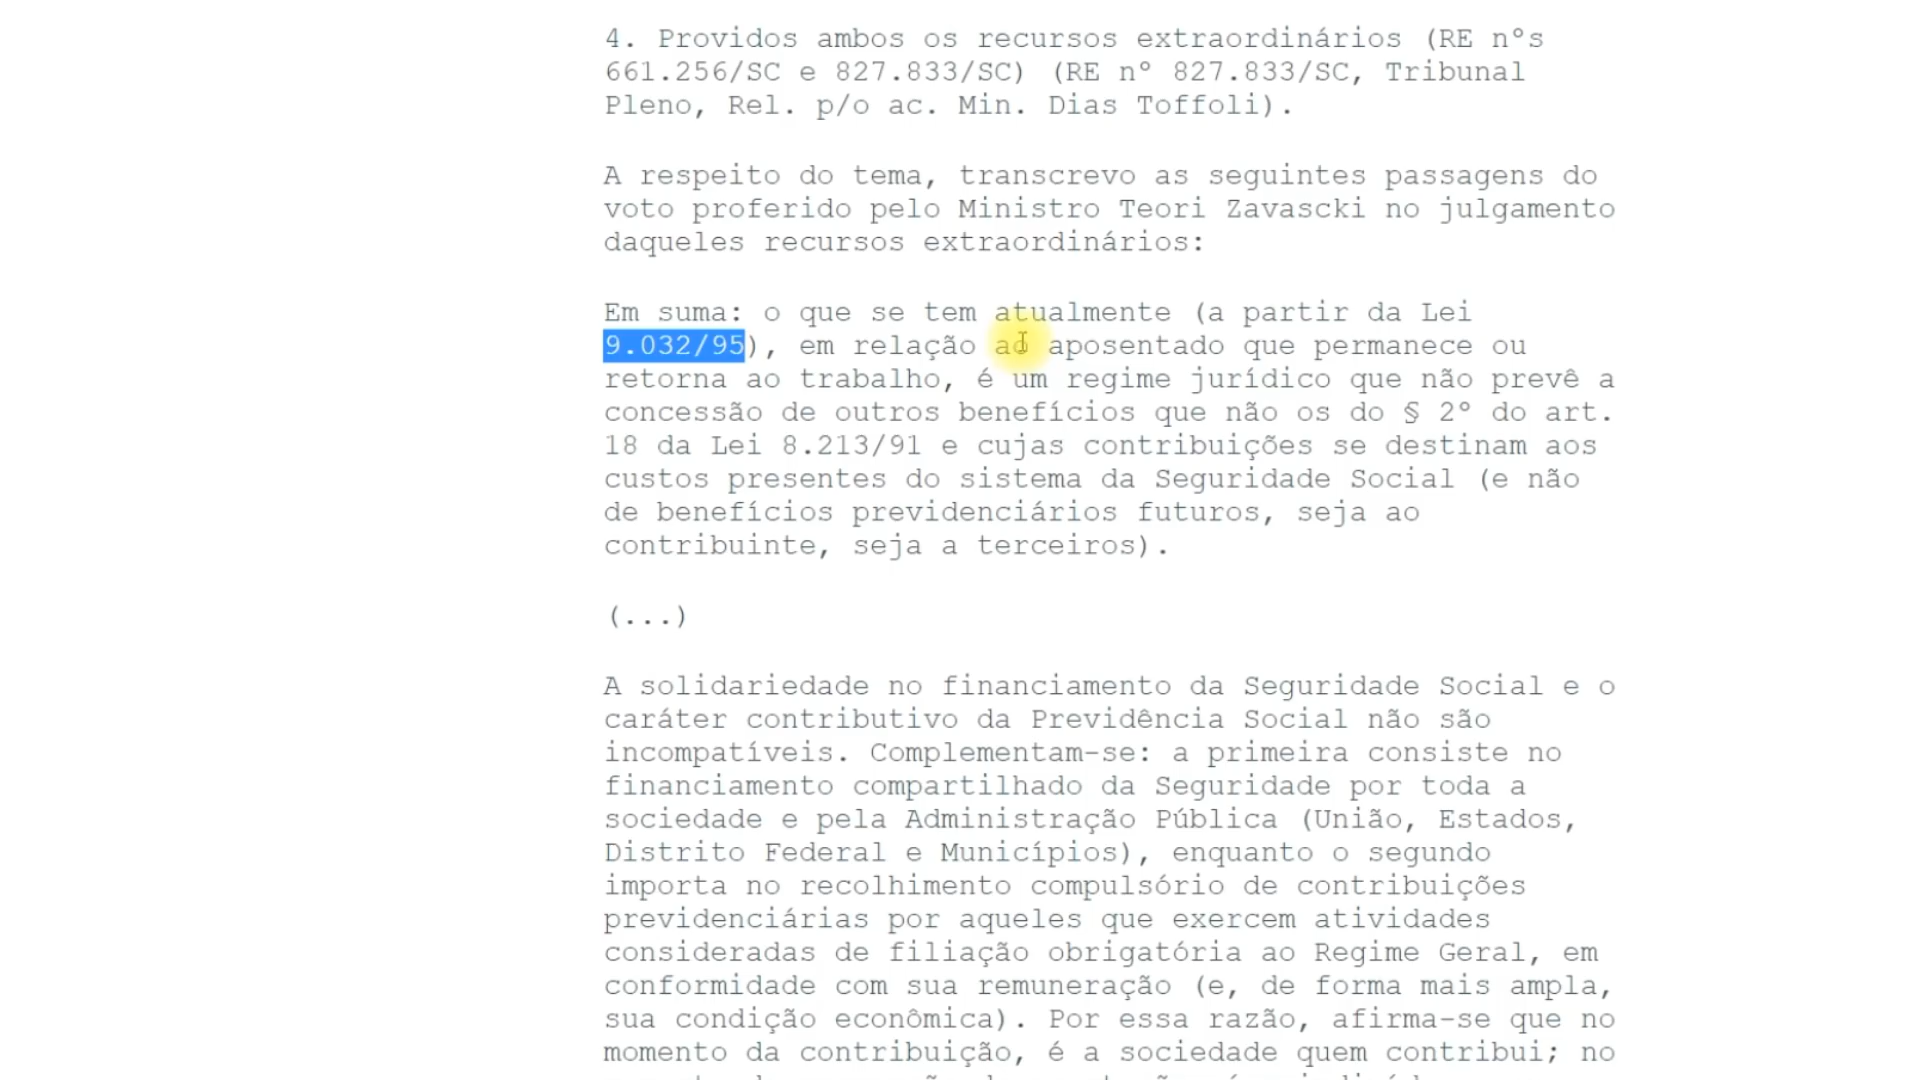 4. Providos ambos os recursos extraordinários (RE nºs
661.256/SC e 827.833/SC) (RE nº 827.833/SC, Tribunal
Pleno, Rel. p/o ac. Min. Dias Toffoli).
A respeito do tema, transcrevo as seguintes passagens do
voto proferido pelo Ministro Teori Zavascki no julgamento
daqueles recursos extraordinários:
Em suma: o que se tem atualmente (a partir da Lei
9.032/95), em relação ao aposentado que permanece ou
retorna ao trabalho, é um regime jurídico que não prevê a
concessão de outros benefícios que não os do § 2º do art.
18 da Lei 8.213/91 e cujas contribuições se destinam aos
custos presentes do sistema da Seguridade Social (e não
de benefícios previdenciários futuros, seja ao
contribuinte, seja a terceiros).
(...)
A solidariedade no financiamento da Seguridade Social e o
caráter contributivo da Previdência Social não são
incompatíveis. Complementam-se: a primeira consiste no
financiamento compartilhado da Seguridade por toda a
sociedade e pela Administração Pública (União, Estados,
Distrito Federal e Municípios), enquanto o segundo
importa no recolhimento compulsório de contribuições
previdenciárias por aqueles que exercem atividades
consideradas de filiação obrigatória ao Regime Geral, em
conformidade com sua remuneração (e, de forma mais ampla,
sua condição econômica). Por essa razão, afirma-se que no
momento da contribuição, é a sociedade quem contribui; no